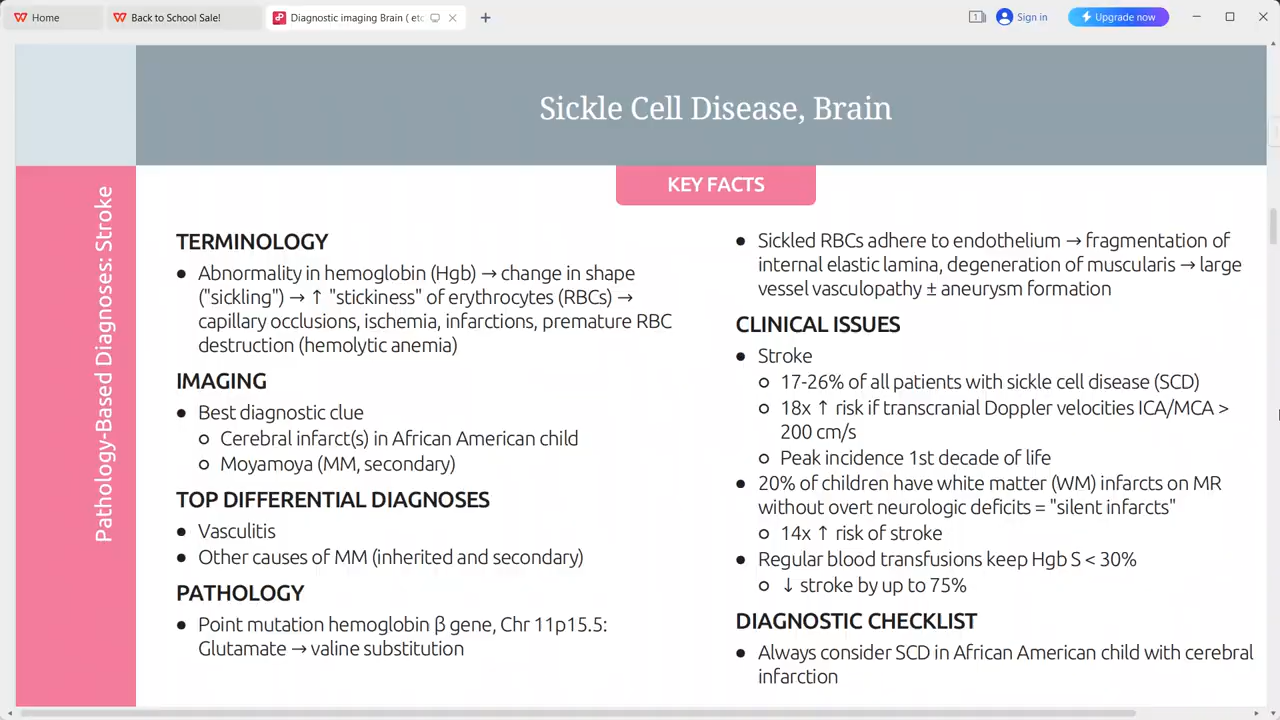 Home
Back to School Sale!
Diagnostic imaging Brain ( etc
1
Sign in
Upgrade now
Sickle Cell Disease, Brain
Pathology-Based Diagnoses: Stroke
KEY FACTS
TERMINOLOGY
• Abnormality in hemoglobin (Hgb) → change in shape
("sickling") → ↑ "stickiness" of erythrocytes (RBCs) →
capillary occlusions, ischemia, infarctions, premature RBC
destruction (hemolytic anemia)
IMAGING
• Best diagnostic clue
○ Cerebral infarct(s) in African American child
○ Moyamoya (MM, secondary)
TOP DIFFERENTIAL DIAGNOSES
• Vasculitis
• Other causes of MM (inherited and secondary)
PATHOLOGY
• Point mutation hemoglobin β gene, Chr 11p15.5:
Glutamate → valine substitution
• Sickled RBCs adhere to endothelium → fragmentation of
internal elastic lamina, degeneration of muscularis → large
vessel vasculopathy ± aneurysm formation
CLINICAL ISSUES
• Stroke
○ 17-26% of all patients with sickle cell disease (SCD)
○ 18x ↑ risk if transcranial Doppler velocities ICA/MCA >
200 cm/s
○ Peak incidence 1st decade of life
• 20% of children have white matter (WM) infarcts on MR
without overt neurologic deficits = "silent infarcts"
○ 14x ↑ risk of stroke
• Regular blood transfusions keep Hgb S < 30%
○ ↓ stroke by up to 75%
DIAGNOSTIC CHECKLIST
• Always consider SCD in African American child with cerebral
infarction